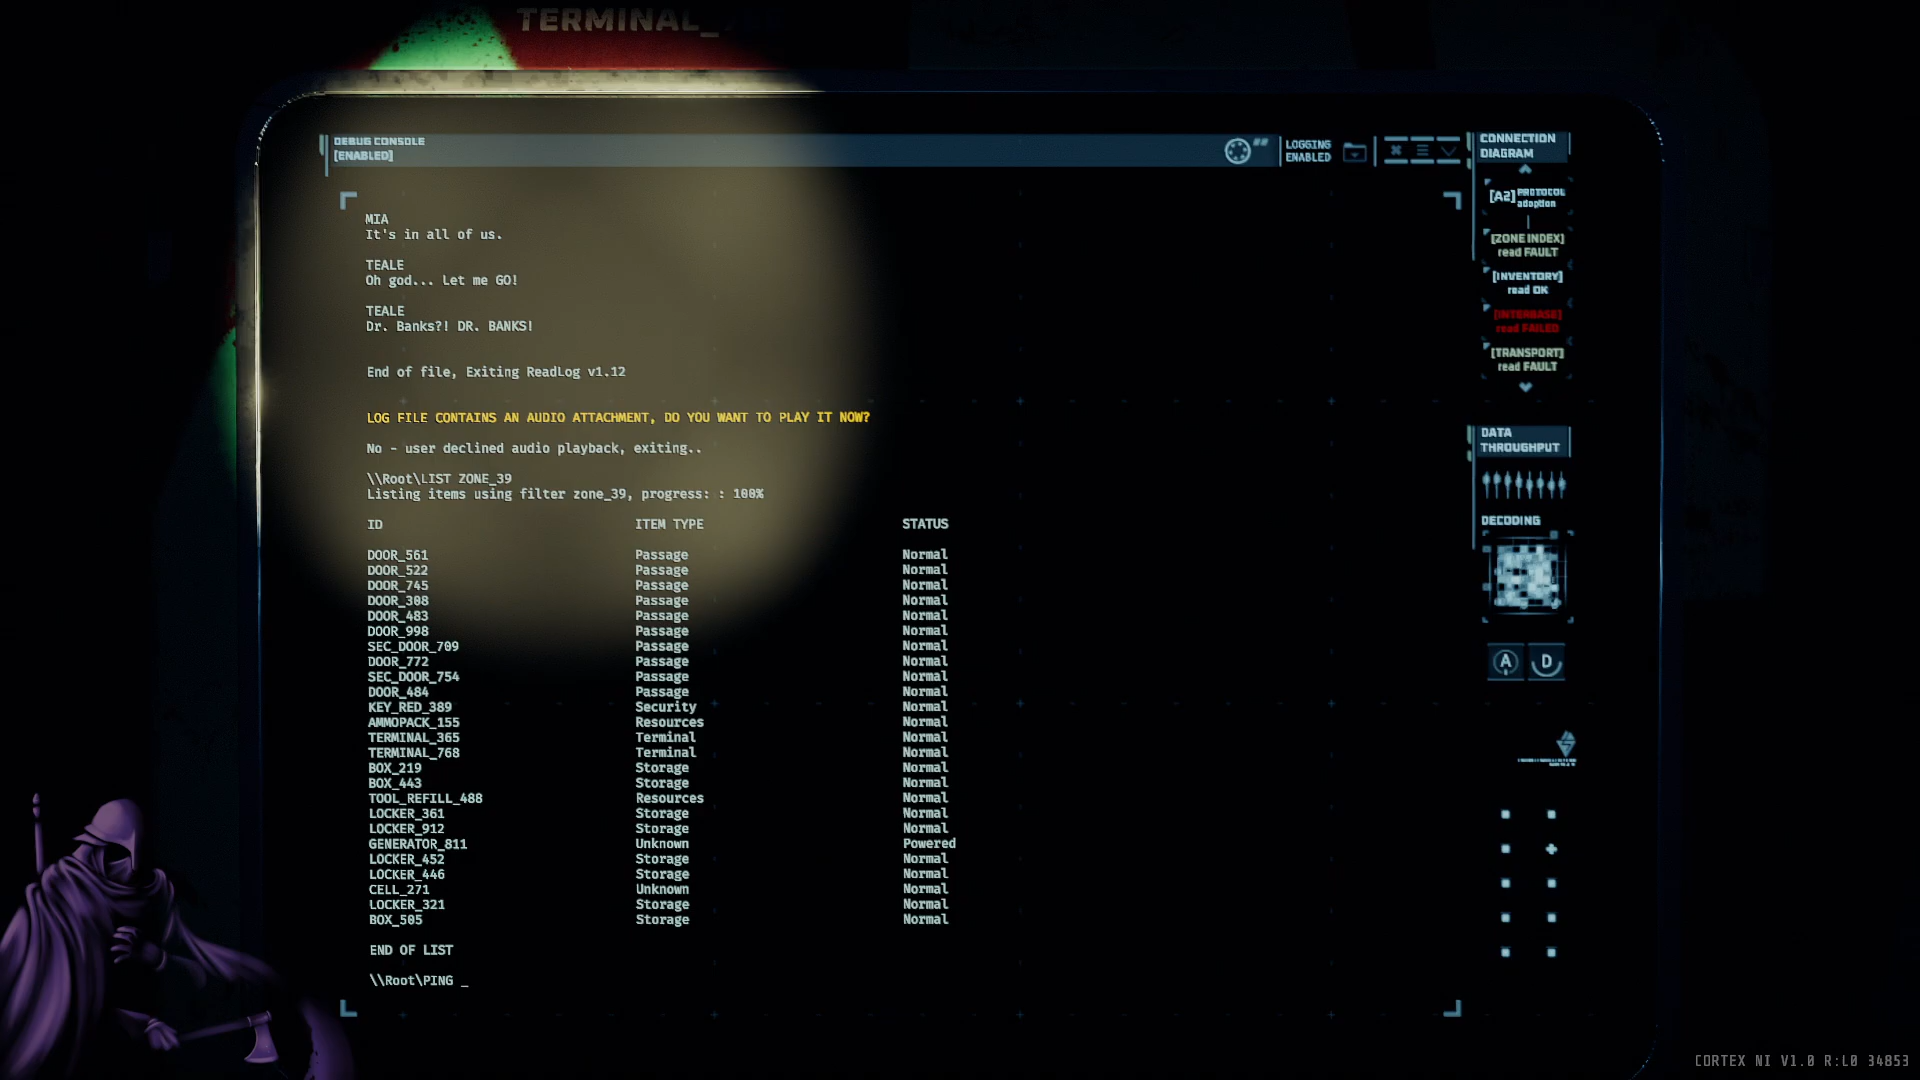 TERMINAL_
DEBUG CONSOLE
[ENABLED]
LOGGING
ENABLED
MIA
It's in all of us.
TEALE
Oh god... Let me GO!
TEALE
Dr. Banks?! DR. BANKS!
End of file, Exiting ReadLog v1.12
LOG FILE CONTAINS AN AUDIO ATTACHMENT, DO YOU WANT TO PLAY IT NOW?
No - user declined audio playback, exiting..
\\Root\LIST ZONE_39
Listing items using filter zone_39, progress: : 100%
ID ITEM TYPE STATUS
DOOR_561 Passage Normal
DOOR_522 Passage Normal
DOOR_745 Passage Normal
DOOR_308 Passage Normal
DOOR_483 Passage Normal
DOOR_998 Passage Normal
SEC_DOOR_709 Passage Normal
DOOR_772 Passage Normal
SEC_DOOR_754 Passage Normal
DOOR_484 Passage Normal
KEY_RED_389 Security Normal
AMMOPACK_155 Resources Normal
TERMINAL_365 Terminal Normal
TERMINAL_768 Terminal Normal
BOX_219 Storage Normal
BOX_443 Storage Normal
TOOL_REFILL_488 Resources Normal
LOCKER_361 Storage Normal
LOCKER_912 Storage Normal
GENERATOR_811 Unknown Powered
LOCKER_452 Storage Normal
LOCKER_446 Storage Normal
CELL_271 Unknown Normal
LOCKER_321 Storage Normal
BOX_505 Storage Normal
END OF LIST
\\Root\PING _
CONNECTION
DIAGRAM
[A2] PROTOCOL
adoption
[ZONE INDEX]
read FAULT
[INVENTORY]
read OK
[INTERBASE]
read FAILED
[TRANSPORT]
read FAULT
DATA
THROUGHPUT
DECODING
A D
CORTEX NI V1.0 R:L0 34853